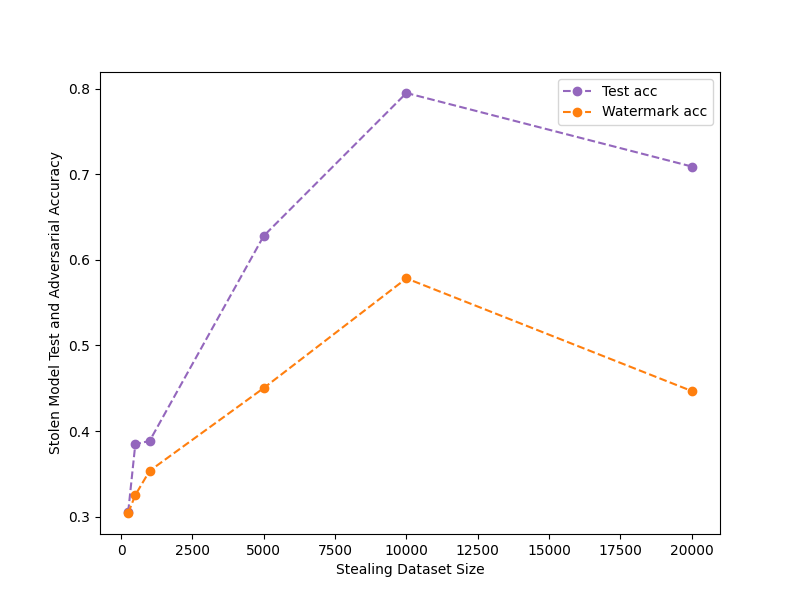 Test acc
Watermark acc
0.8
0.7
0.6
0.5
0.4
0.3
Stolen Model Test and Adversarial Accuracy
0 2500 5000 7500 10000 12500 15000 17500 20000
Stealing Dataset Size